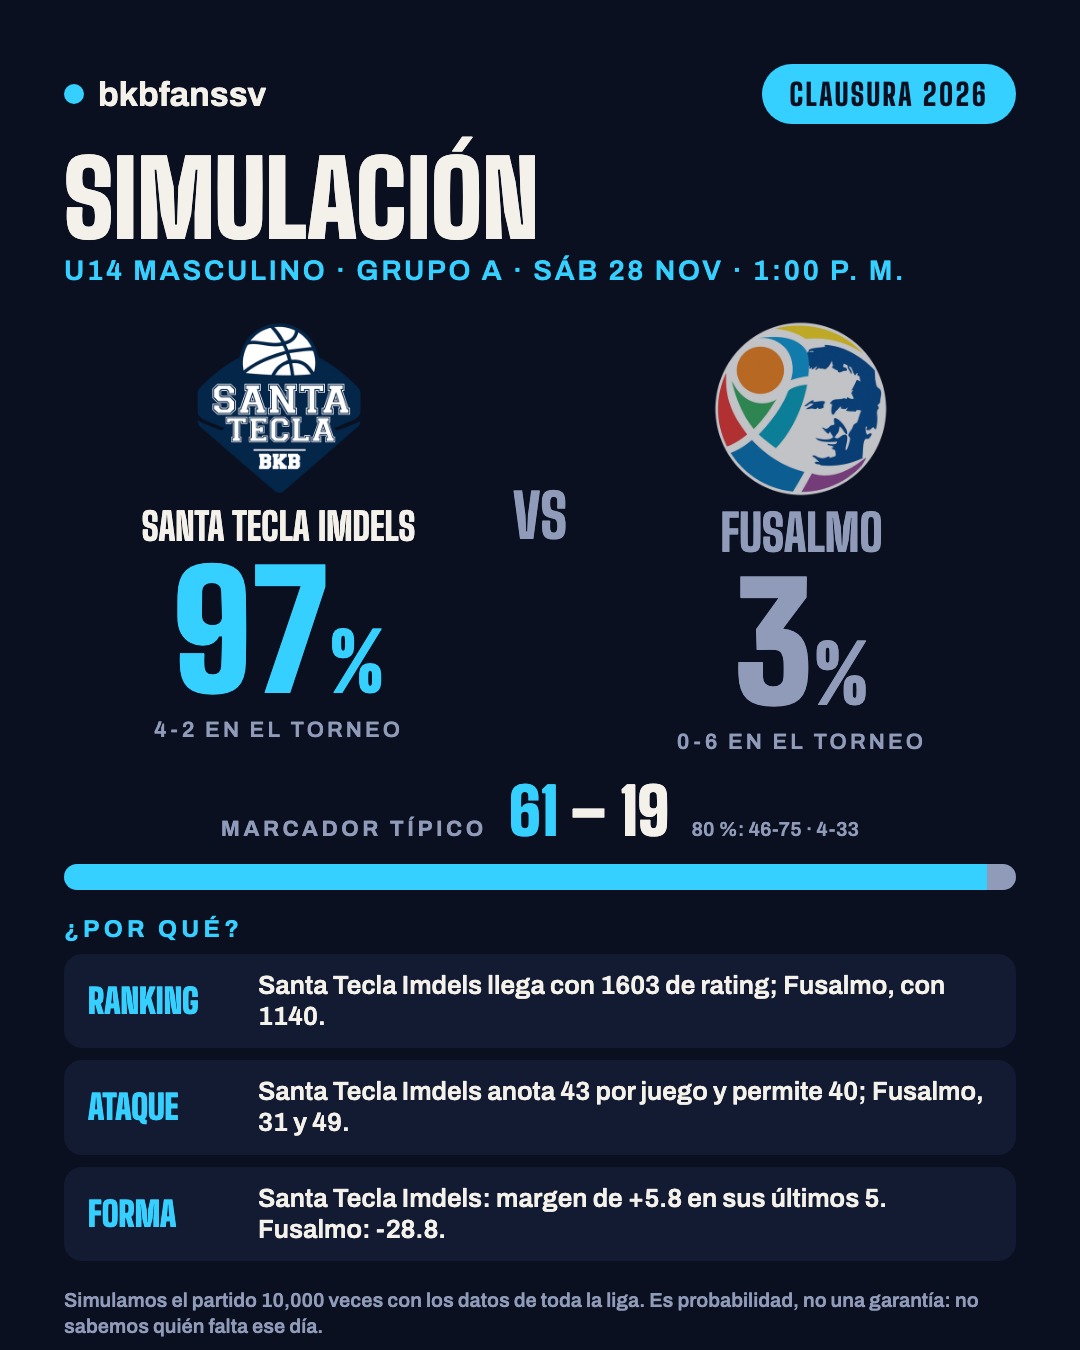 bkbfanssv
CLAUSURA 2026
SIMULACIÓN
U14 MASCULINO · GRUPO A · SÁB 28 NOV · 1:00 P. M.
SANTA
TECLA
BKB
SANTA TECLA IMDELS
VS
FUSALMO
97%
3%
4-2 EN EL TORNEO
0-6 EN EL TORNEO
MARCADOR TÍPICO 61 – 19 80 %: 46-75 · 4-33
¿POR QUÉ?
RANKING
Santa Tecla Imdels llega con 1603 de rating; Fusalmo, con
1140.
ATAQUE
Santa Tecla Imdels anota 43 por juego y permite 40; Fusalmo,
31 y 49.
FORMA
Santa Tecla Imdels: margen de +5.8 en sus últimos 5.
Fusalmo: -28.8.
Simulamos el partido 10,000 veces con los datos de toda la liga. Es probabilidad, no una garantía: no
sabemos quién falta ese día.